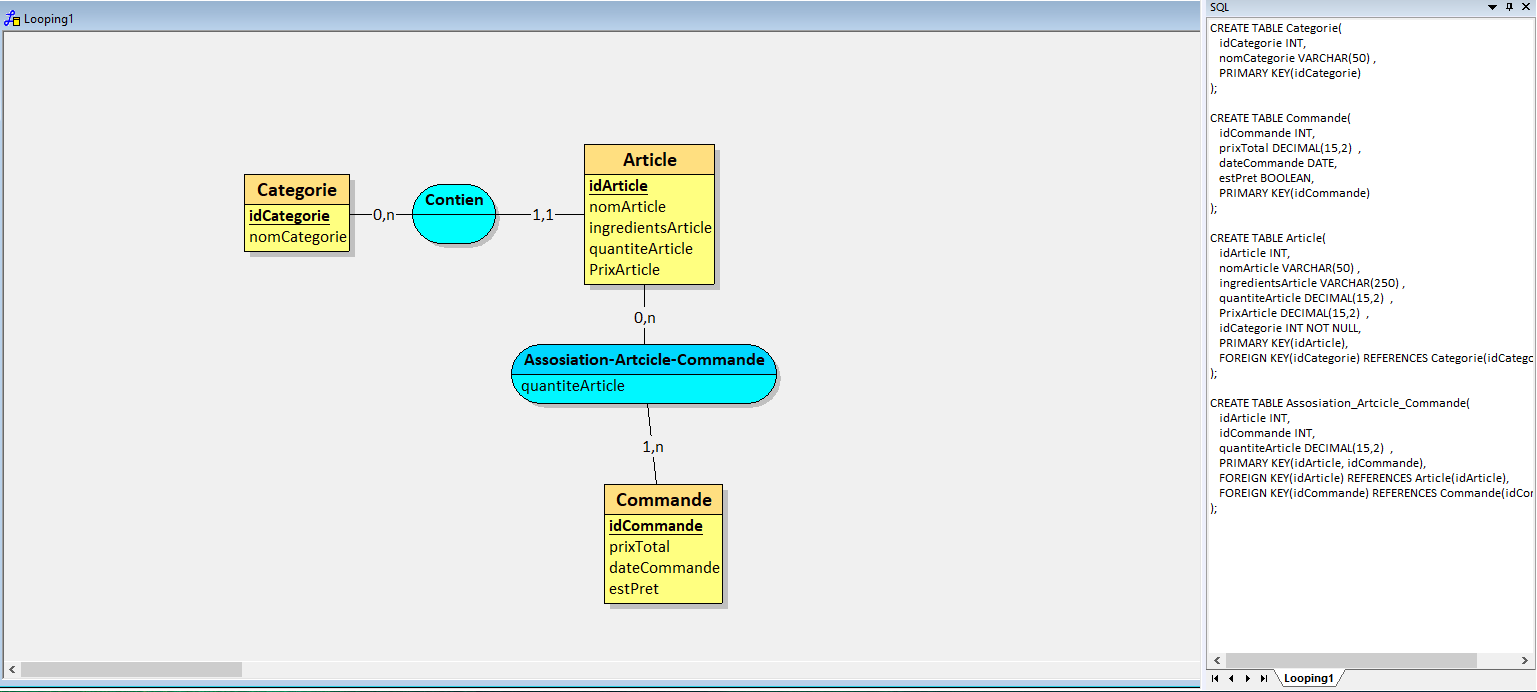 Looping1
Categorie
idCategorie
nomCategorie
0,n
Contien
1,1
Article
idArticle
nomArticle
ingredientsArticle
quantiteArticle
PrixArticle
0,n
Assosiation-Artcicle-Commande
quantiteArticle
1,n
Commande
idCommande
prixTotal
dateCommande
estPret
SQL
CREATE TABLE Categorie(
idCategorie INT,
nomCategorie VARCHAR(50) ,
PRIMARY KEY(idCategorie)
);
CREATE TABLE Commande(
idCommande INT,
prixTotal DECIMAL(15,2) ,
dateCommande DATE,
estPret BOOLEAN,
PRIMARY KEY(idCommande)
);
CREATE TABLE Article(
idArticle INT,
nomArticle VARCHAR(50) ,
ingredientsArticle VARCHAR(250) ,
quantiteArticle DECIMAL(15,2) ,
PrixArticle DECIMAL(15,2) ,
idCategorie INT NOT NULL,
PRIMARY KEY(idArticle),
FOREIGN KEY(idCategorie) REFERENCES Categorie(idCatego
);
CREATE TABLE Assosiation_Artcicle_Commande(
idArticle INT,
idCommande INT,
quantiteArticle DECIMAL(15,2) ,
PRIMARY KEY(idArticle, idCommande),
FOREIGN KEY(idArticle) REFERENCES Article(idArticle),
FOREIGN KEY(idCommande) REFERENCES Commande(idCor
);
Looping1